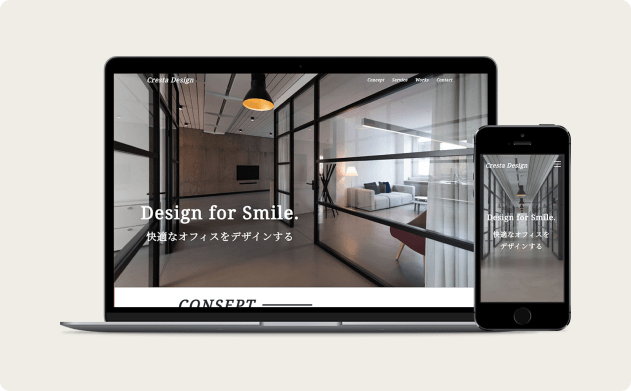 Cresta Design
Concept Service Works Contact
Design for Smile.
快適なオフィスをデザインする
CONSEPT
Cresta Design
Design for Smile.
快適なオフィスを
デザインする